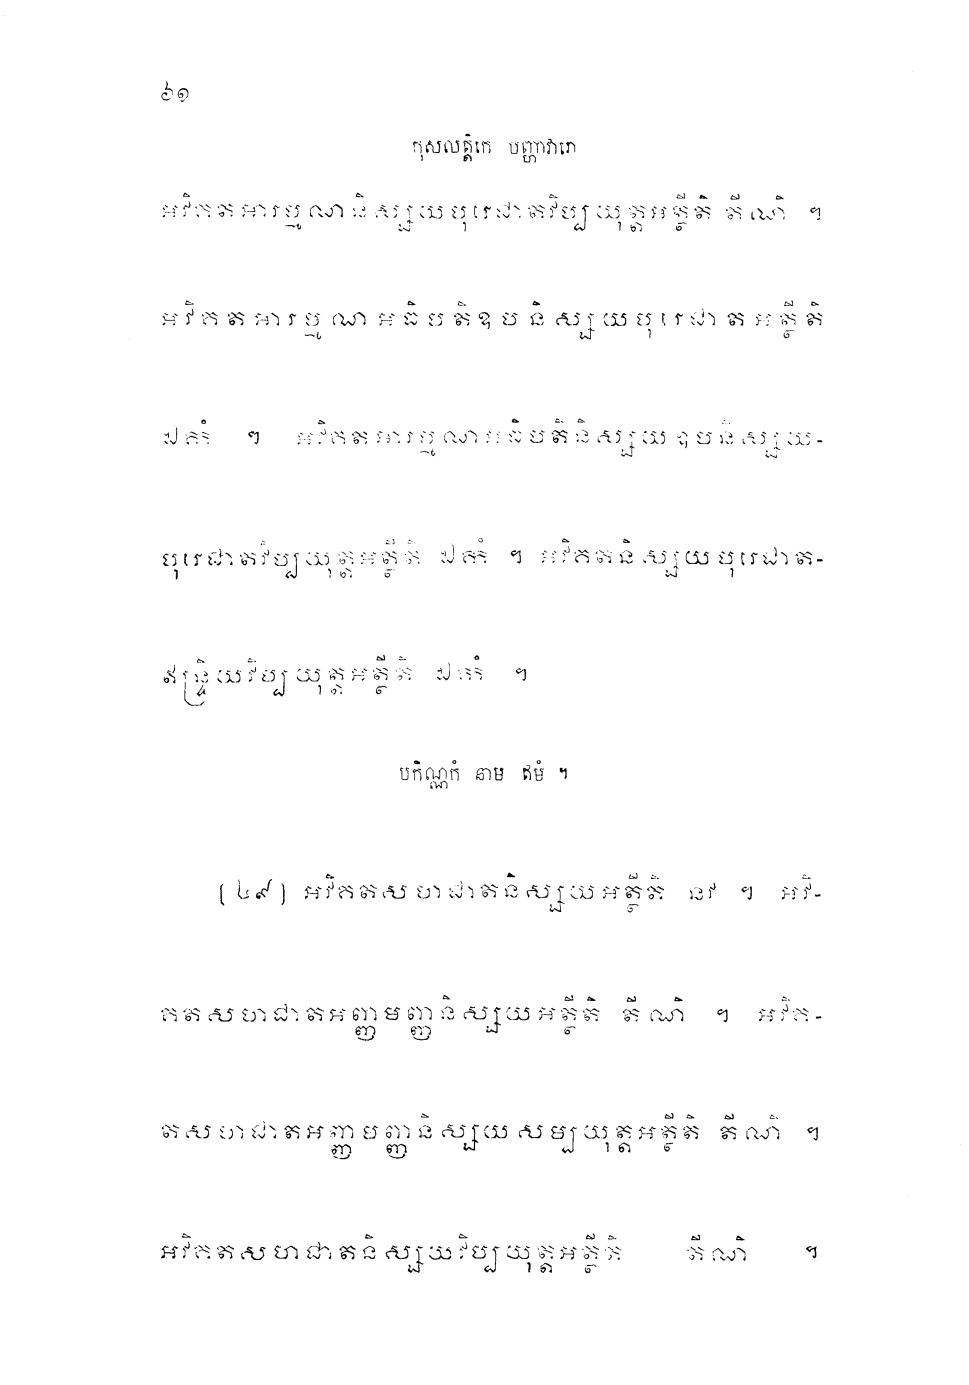 ៦១
កុសលត្តិកេ បញ្ហាវារោ
អវិគតអារម្មណនិស្សយបុរេជាតវិប្បយុត្តអត្ថីតិ តីណិ ។
អវិគតអារម្មណអធិបតិឧបនិស្សយបុរេជាតអត្ថីតិ
ឯកំ ។ អវិគតអារម្មណអធិបតិនិស្សយឧបនិស្សយ-
បុរេជាតវិប្បយុត្តអត្ថីតិ ឯកំ ។ អវិគតនិស្សយបុរេជាត-
ឥន្ទ្រិយវិប្បយុត្តអត្ថីតិ ឯកំ ។
បកិណ្ណកំ នាម ឥមំ ។
(៤៩) អវិគតសហជាតនិស្សយអត្ថីតិ នវ ។ អវិ-
គតសហជាតអញ្ញមញ្ញនិស្សយអត្ថីតិ តីណិ ។ អវិគ-
តសហជាតអញ្ញមញ្ញនិស្សយសម្បយុត្តអត្ថីតិ តីណិ ។
អវិគតសហជាតនិស្សយវិប្បយុត្តអត្ថីតិ តីណិ ។